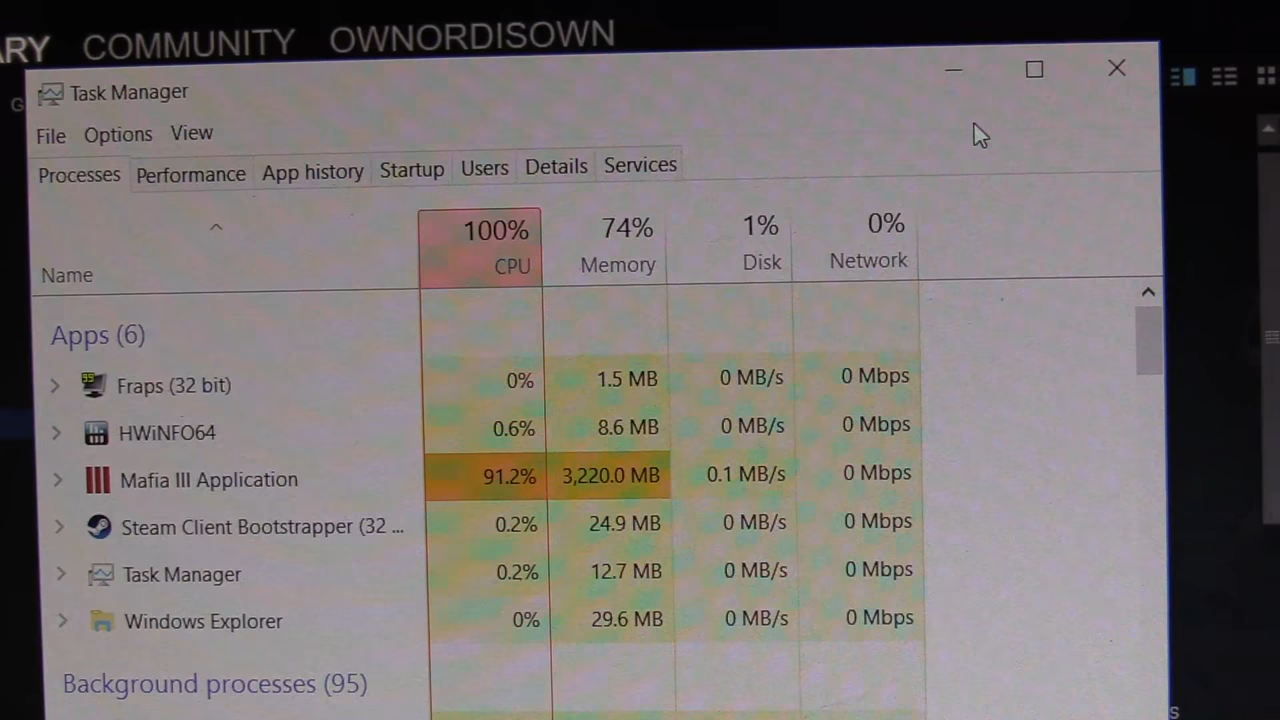 ARY COMMUNITY OWNORDISOWN
G
Task Manager
File Options View
Processes Performance App history Startup Users Details Services
100% 74% 1% 0%
Name CPU Memory Disk Network
Apps (6)
99
Fraps (32 bit) 0% 1.5 MB 0 MB/s 0 Mbps
HWiNFO64 0.6% 8.6 MB 0 MB/s 0 Mbps
Mafia III Application 91.2% 3,220.0 MB 0.1 MB/s 0 Mbps
Steam Client Bootstrapper (32 ... 0.2% 24.9 MB 0 MB/s 0 Mbps
Task Manager 0.2% 12.7 MB 0 MB/s 0 Mbps
Windows Explorer 0% 29.6 MB 0 MB/s 0 Mbps
Background processes (95)
s